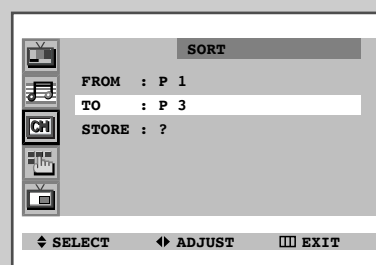 SORT
FROM : P 1
TO : P 3
CH
STORE : ?
SELECT ADJUST EXIT